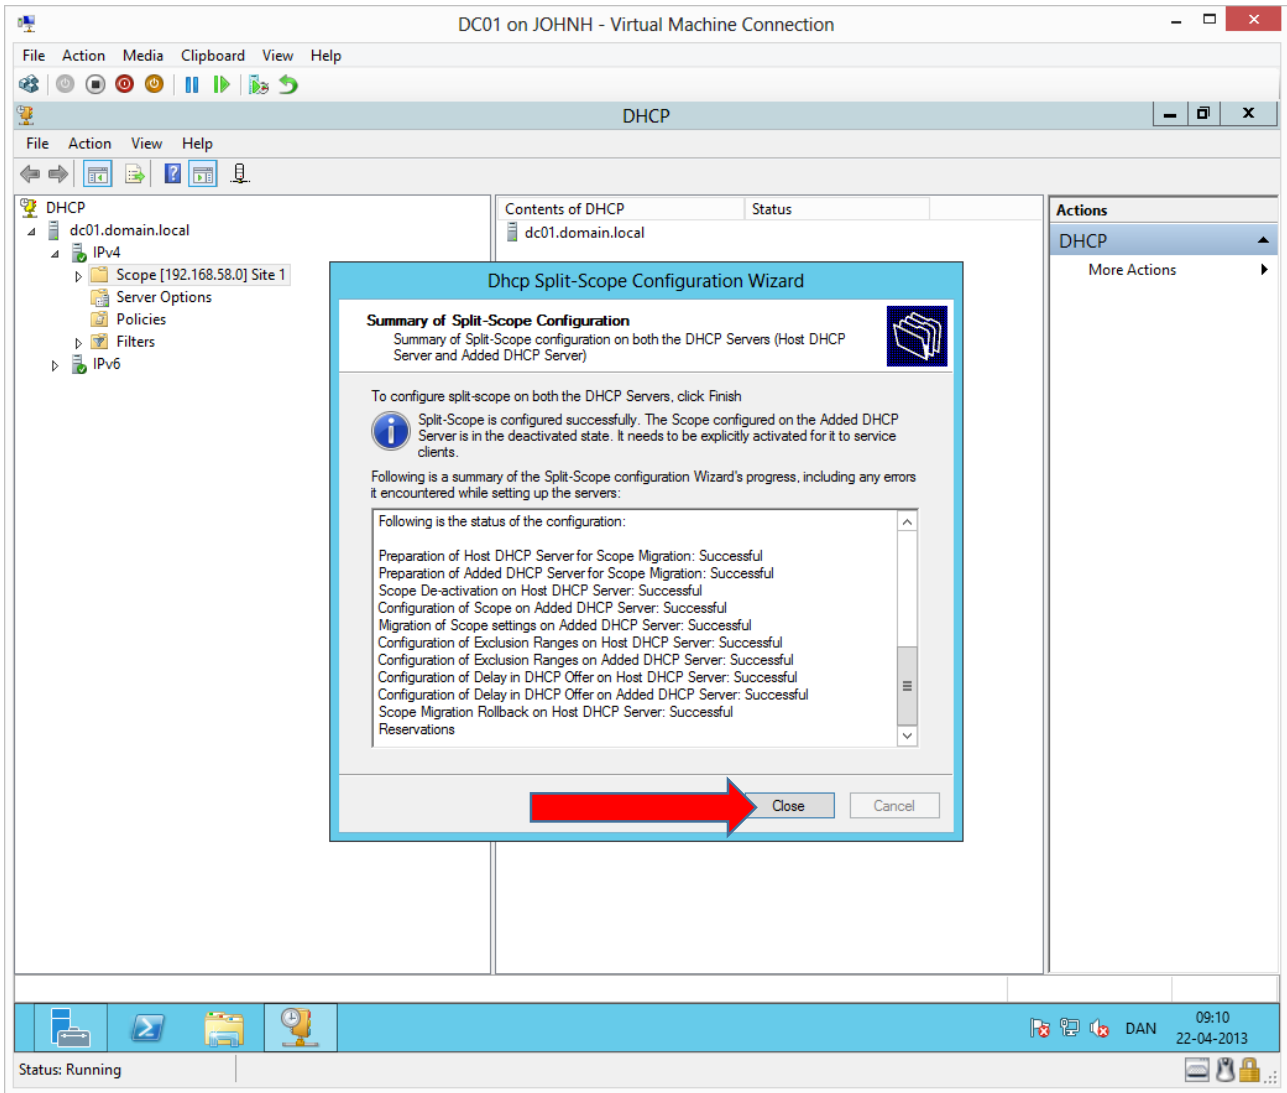 DC01 on JOHNH - Virtual Machine Connection
File Action Media Clipboard View Help
DHCP
File Action View Help
DHCP
dc01.domain.local
IPv4
Scope [192.168.58.0] Site 1
Server Options
Policies
Filters
IPv6
Contents of DHCP Status
dc01.domain.local
Actions
DHCP
More Actions
Dhcp Split-Scope Configuration Wizard
Summary of Split-Scope Configuration
Summary of Split-Scope configuration on both the DHCP Servers (Host DHCP
Server and Added DHCP Server)
To configure split-scope on both the DHCP Servers, click Finish
Split-Scope is configured successfully. The Scope configured on the Added DHCP
Server is in the deactivated state. It needs to be explicitly activated for it to service
clients.
Following is a summary of the Split-Scope configuration Wizard's progress, including any errors
it encountered while setting up the servers:
Following is the status of the configuration:
Preparation of Host DHCP Server for Scope Migration: Successful
Preparation of Added DHCP Server for Scope Migration: Successful
Scope De-activation on Host DHCP Server: Successful
Configuration of Scope on Added DHCP Server: Successful
Migration of Scope settings on Added DHCP Server: Successful
Configuration of Exclusion Ranges on Host DHCP Server: Successful
Configuration of Exclusion Ranges on Added DHCP Server: Successful
Configuration of Delay in DHCP Offer on Host DHCP Server: Successful
Configuration of Delay in DHCP Offer on Added DHCP Server: Successful
Scope Migration Rollback on Host DHCP Server: Successful
Reservations
Close Cancel
DAN
09:10
22-04-2013
Status: Running